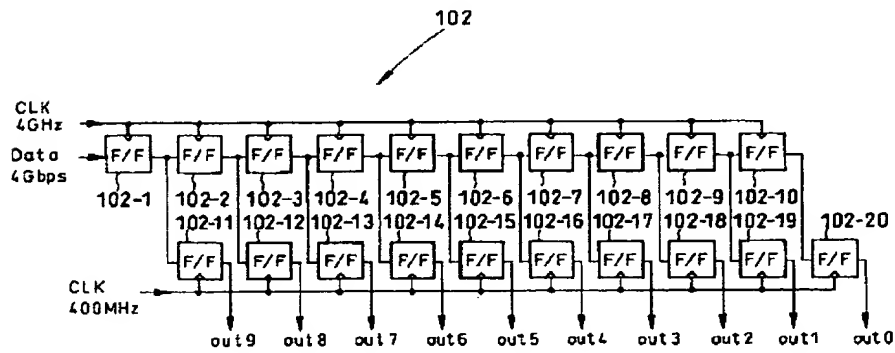 102
CLK
4GHz
Data
4Gbps
F/F F/F F/F F/F F/F F/F F/F F/F F/F F/F
102-1 102-2 102-3 102-4 102-5 102-6 102-7 102-8 102-9 102-10
102-11 102-12 102-13 102-14 102-15 102-16 102-17 102-18 102-19 102-20
F/F F/F F/F F/F F/F F/F F/F F/F F/F F/F
CLK
400MHz
out9 out8 out7 out6 out5 out4 out3 out2 out1 out0